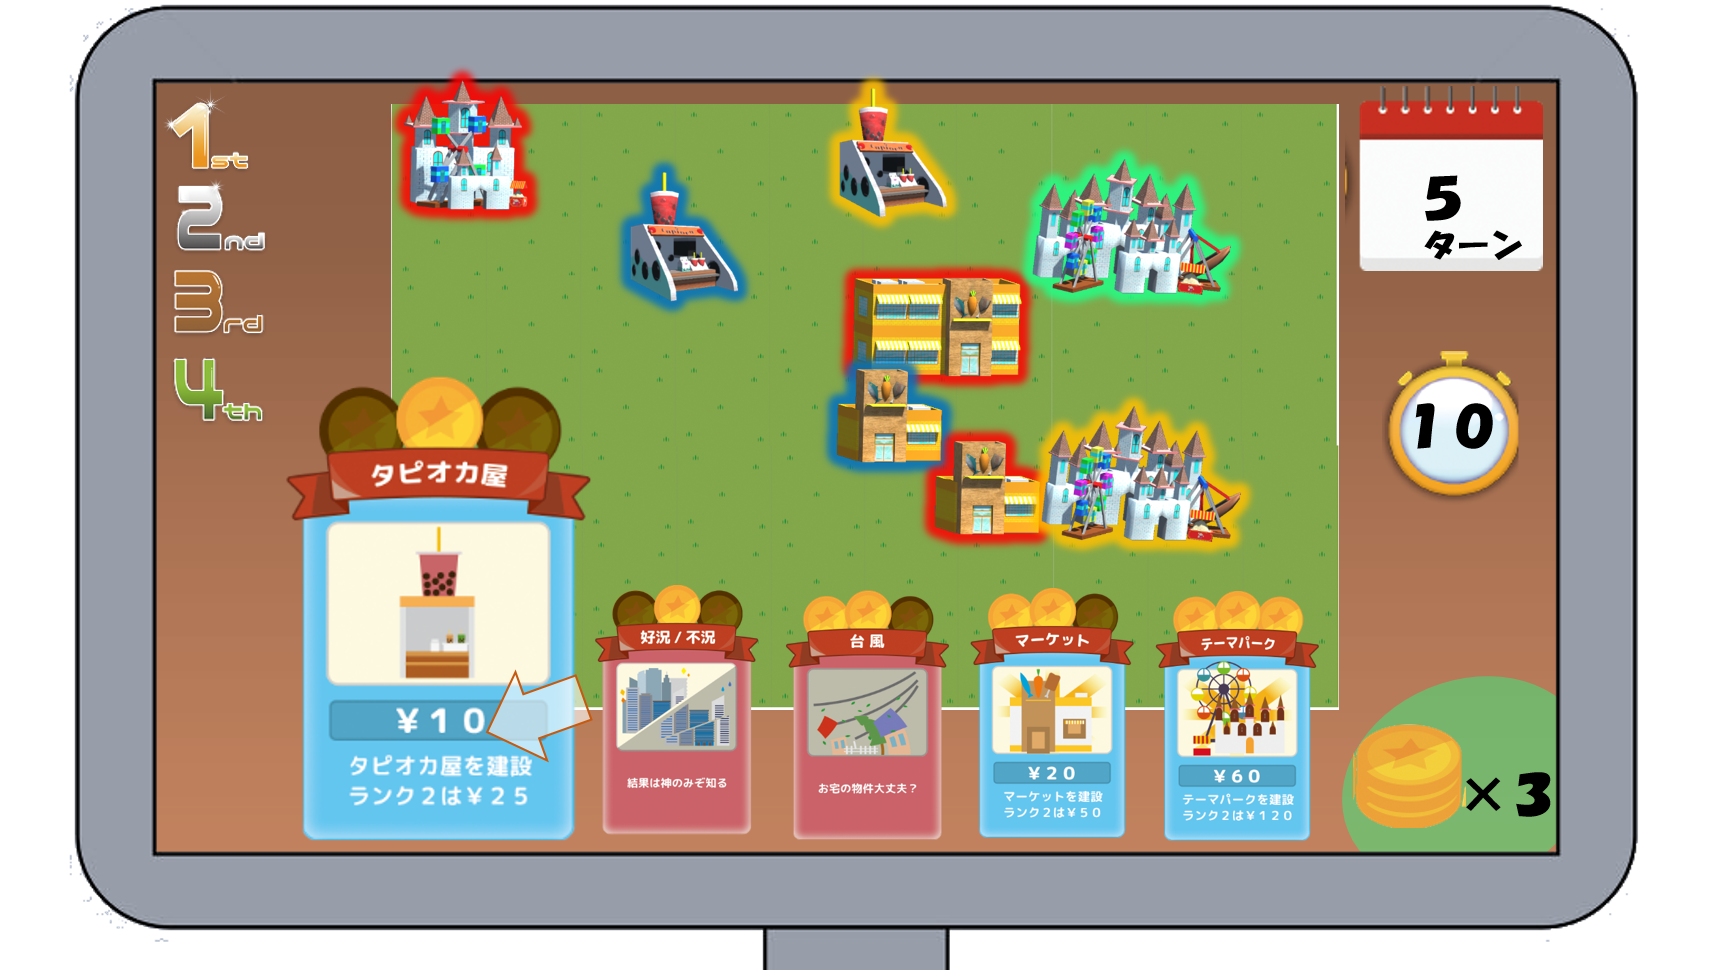 1st
2nd
3rd
4th
5
ターン
10
タピオカ屋
¥10
タピオカ屋を建設
ランク2は¥25
好況/不況
結果は神のみぞ知る
台風
お宅の物件大丈夫?
マーケット
¥20
マーケットを建設
ランク2は¥50
テーマパーク
¥60
テーマパークを建設
ランク2は¥120
×3